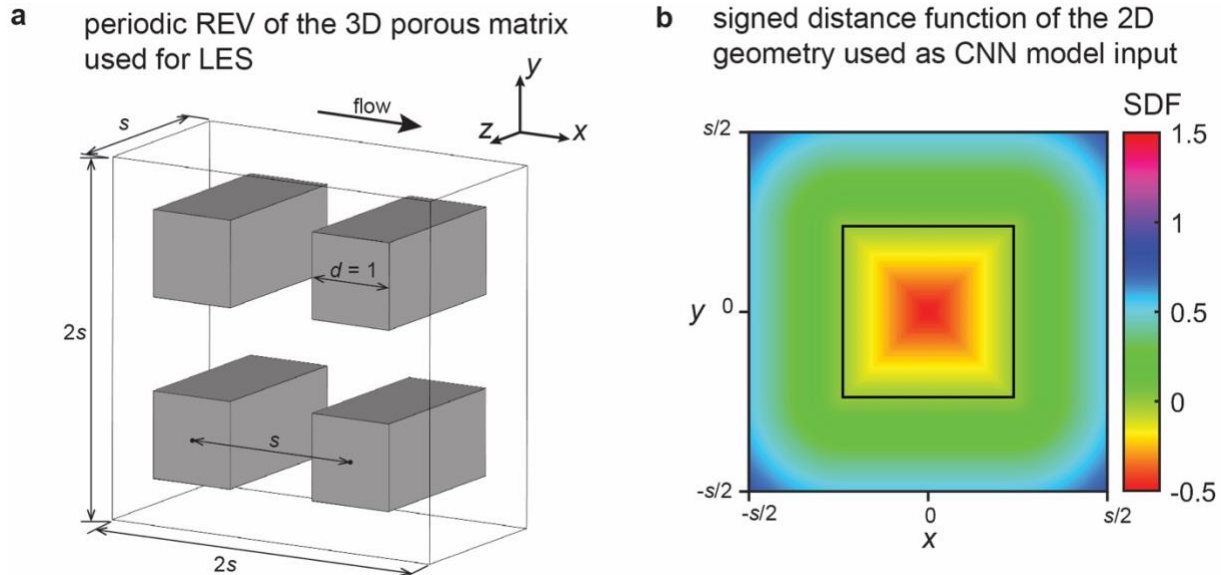 a periodic REV of the 3D porous matrix
used for LES
flow
y
z
x
s
2s
d = 1
s
2s
b signed distance function of the 2D
geometry used as CNN model input
SDF
s/2
y 0
-s/2
-s/2
0
s/2
x
1.5
1
0.5
0
-0.5